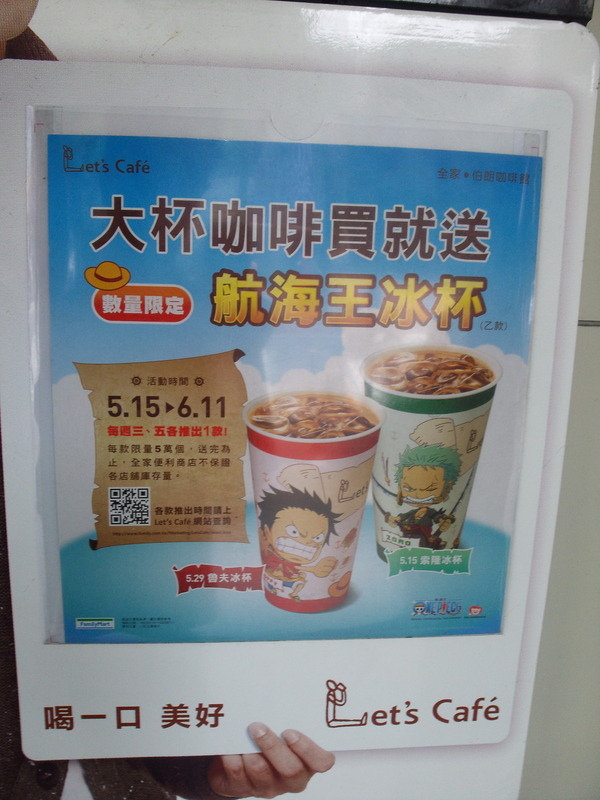 Let's Café
全家 • 伯朗咖啡館
大杯咖啡買就送
數量限定
航海王冰杯
(乙款)
活動時間
5.15▸6.11
每週三、五各推出1款!
每款限量5萬個，送完為
止，全家便利商店不保證
各店舖庫存量。
各款推出時間請上
Let's Café 網站查詢
5.29 魯夫冰杯
5.15 索隆冰杯
FamilyMart
ONE PIECE
喝一口 美好
Let's Café